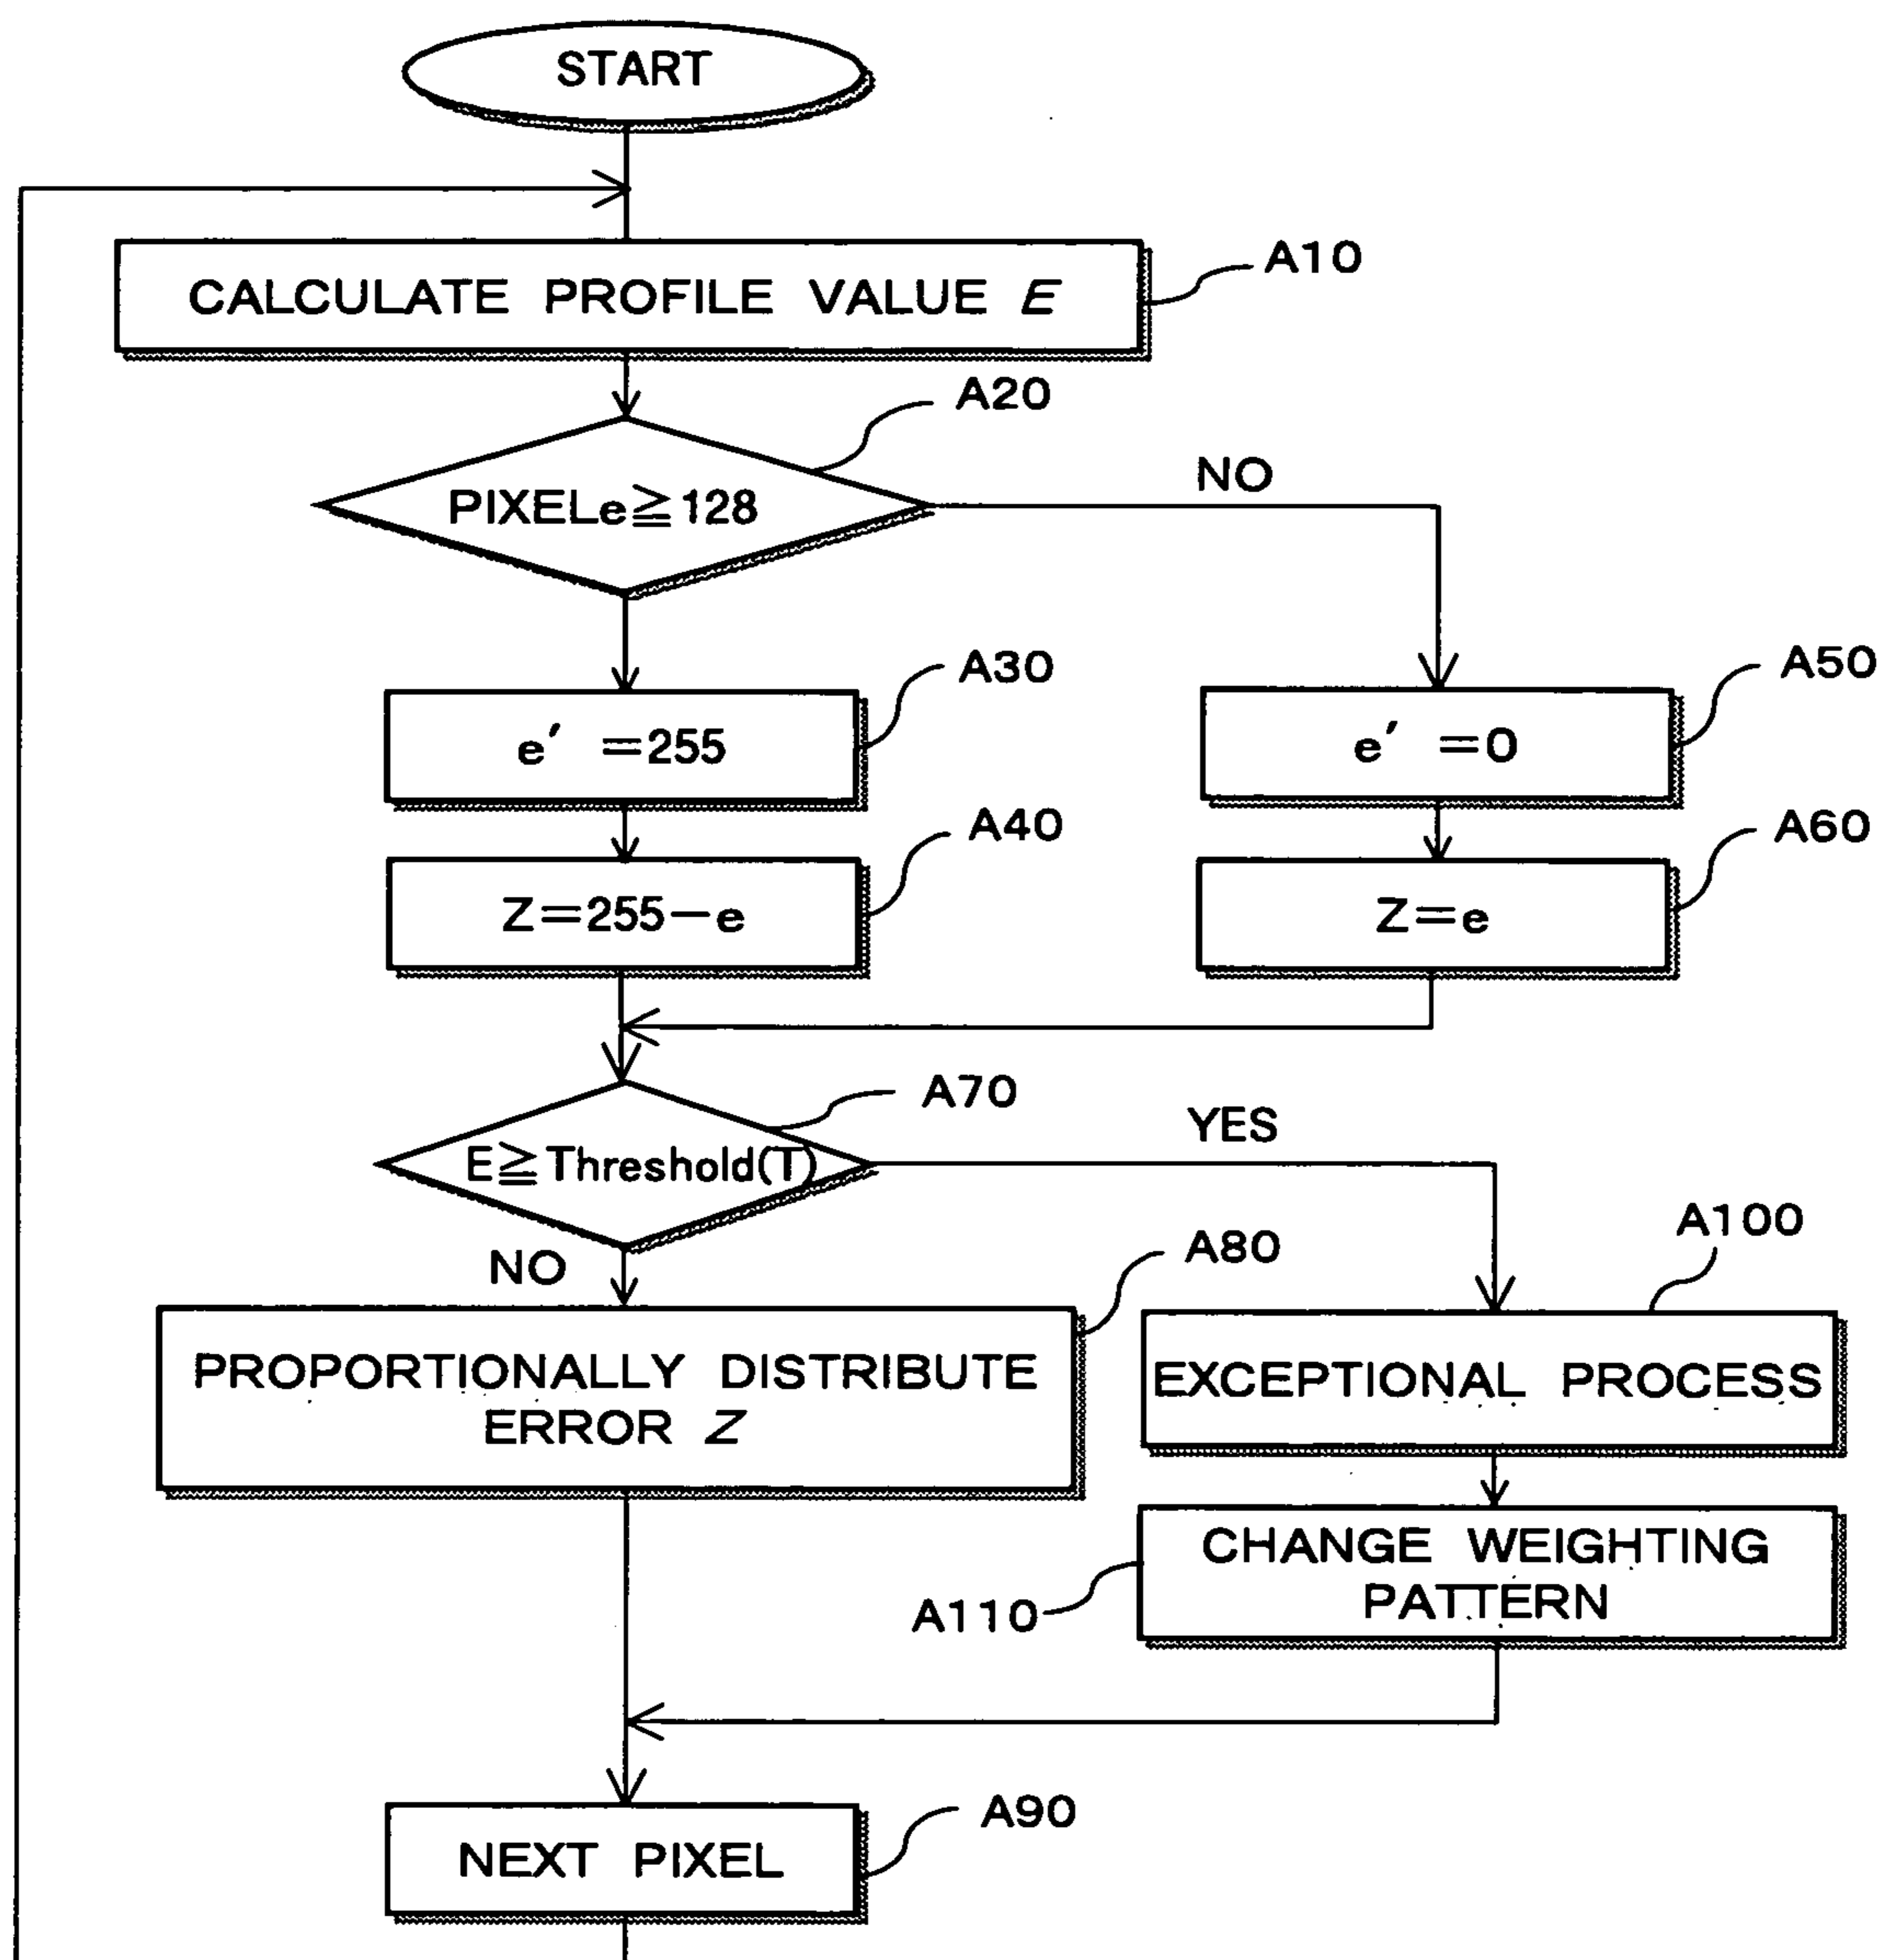 START
CALCULATE PROFILE VALUE E
A10
A20
PIXELe≧128
NO
A30
e′ =255
A50
e′ =0
A40
Z=255−e
A60
Z=e
A70
E≧Threshold(T)
YES
NO
A80
PROPORTIONALLY DISTRIBUTE
ERROR Z
A100
EXCEPTIONAL PROCESS
CHANGE WEIGHTING
PATTERN
A110
A90
NEXT PIXEL